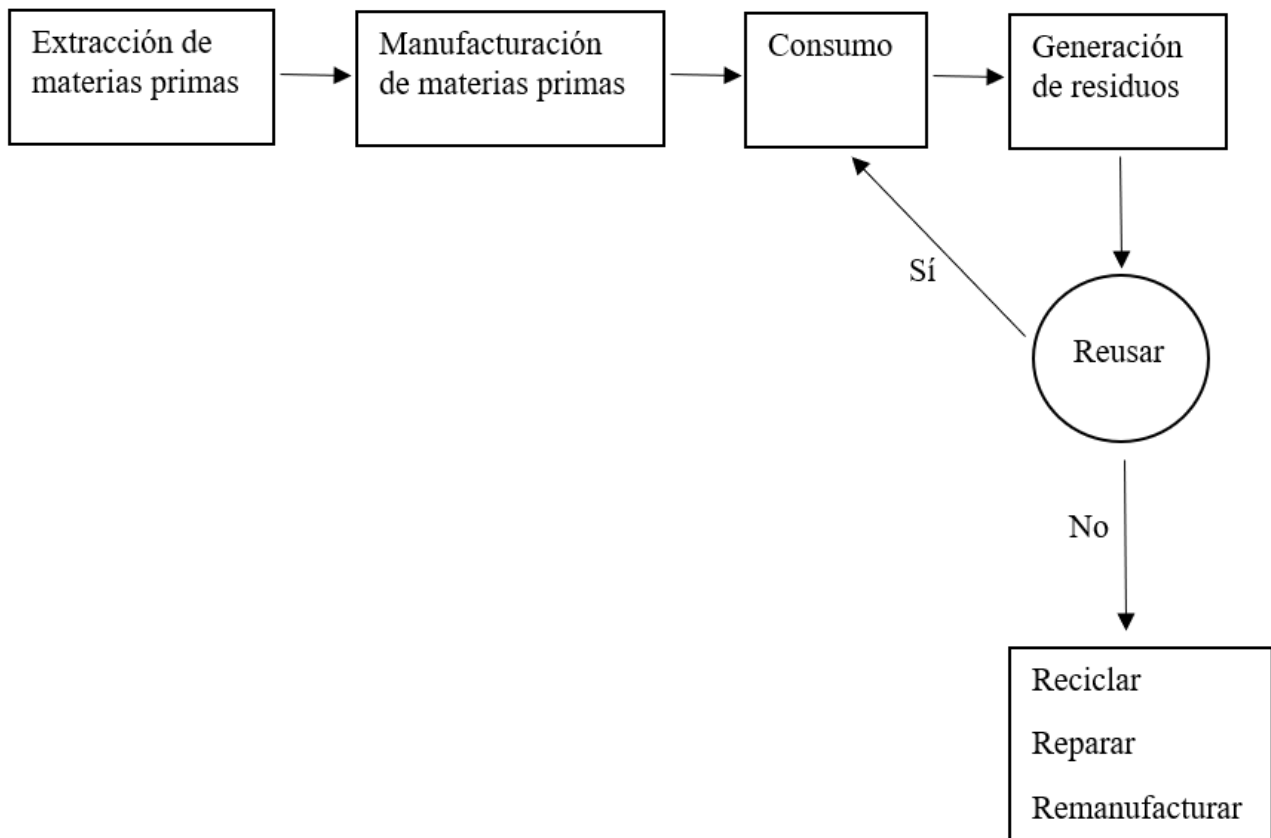 Extracción de
materias primas
Manufacturación
de materias primas
Consumo
Generación
de residuos
Sí
Reusar
No
Reciclar
Reparar
Remanufacturar